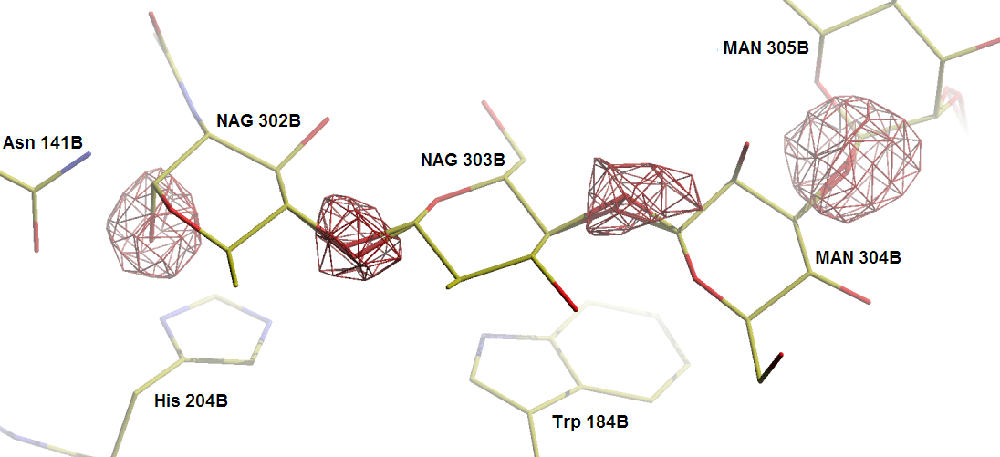 MAN 305B
NAG 302B
Asn 141B
NAG 303B
MAN 304B
His 204B
Trp 184B